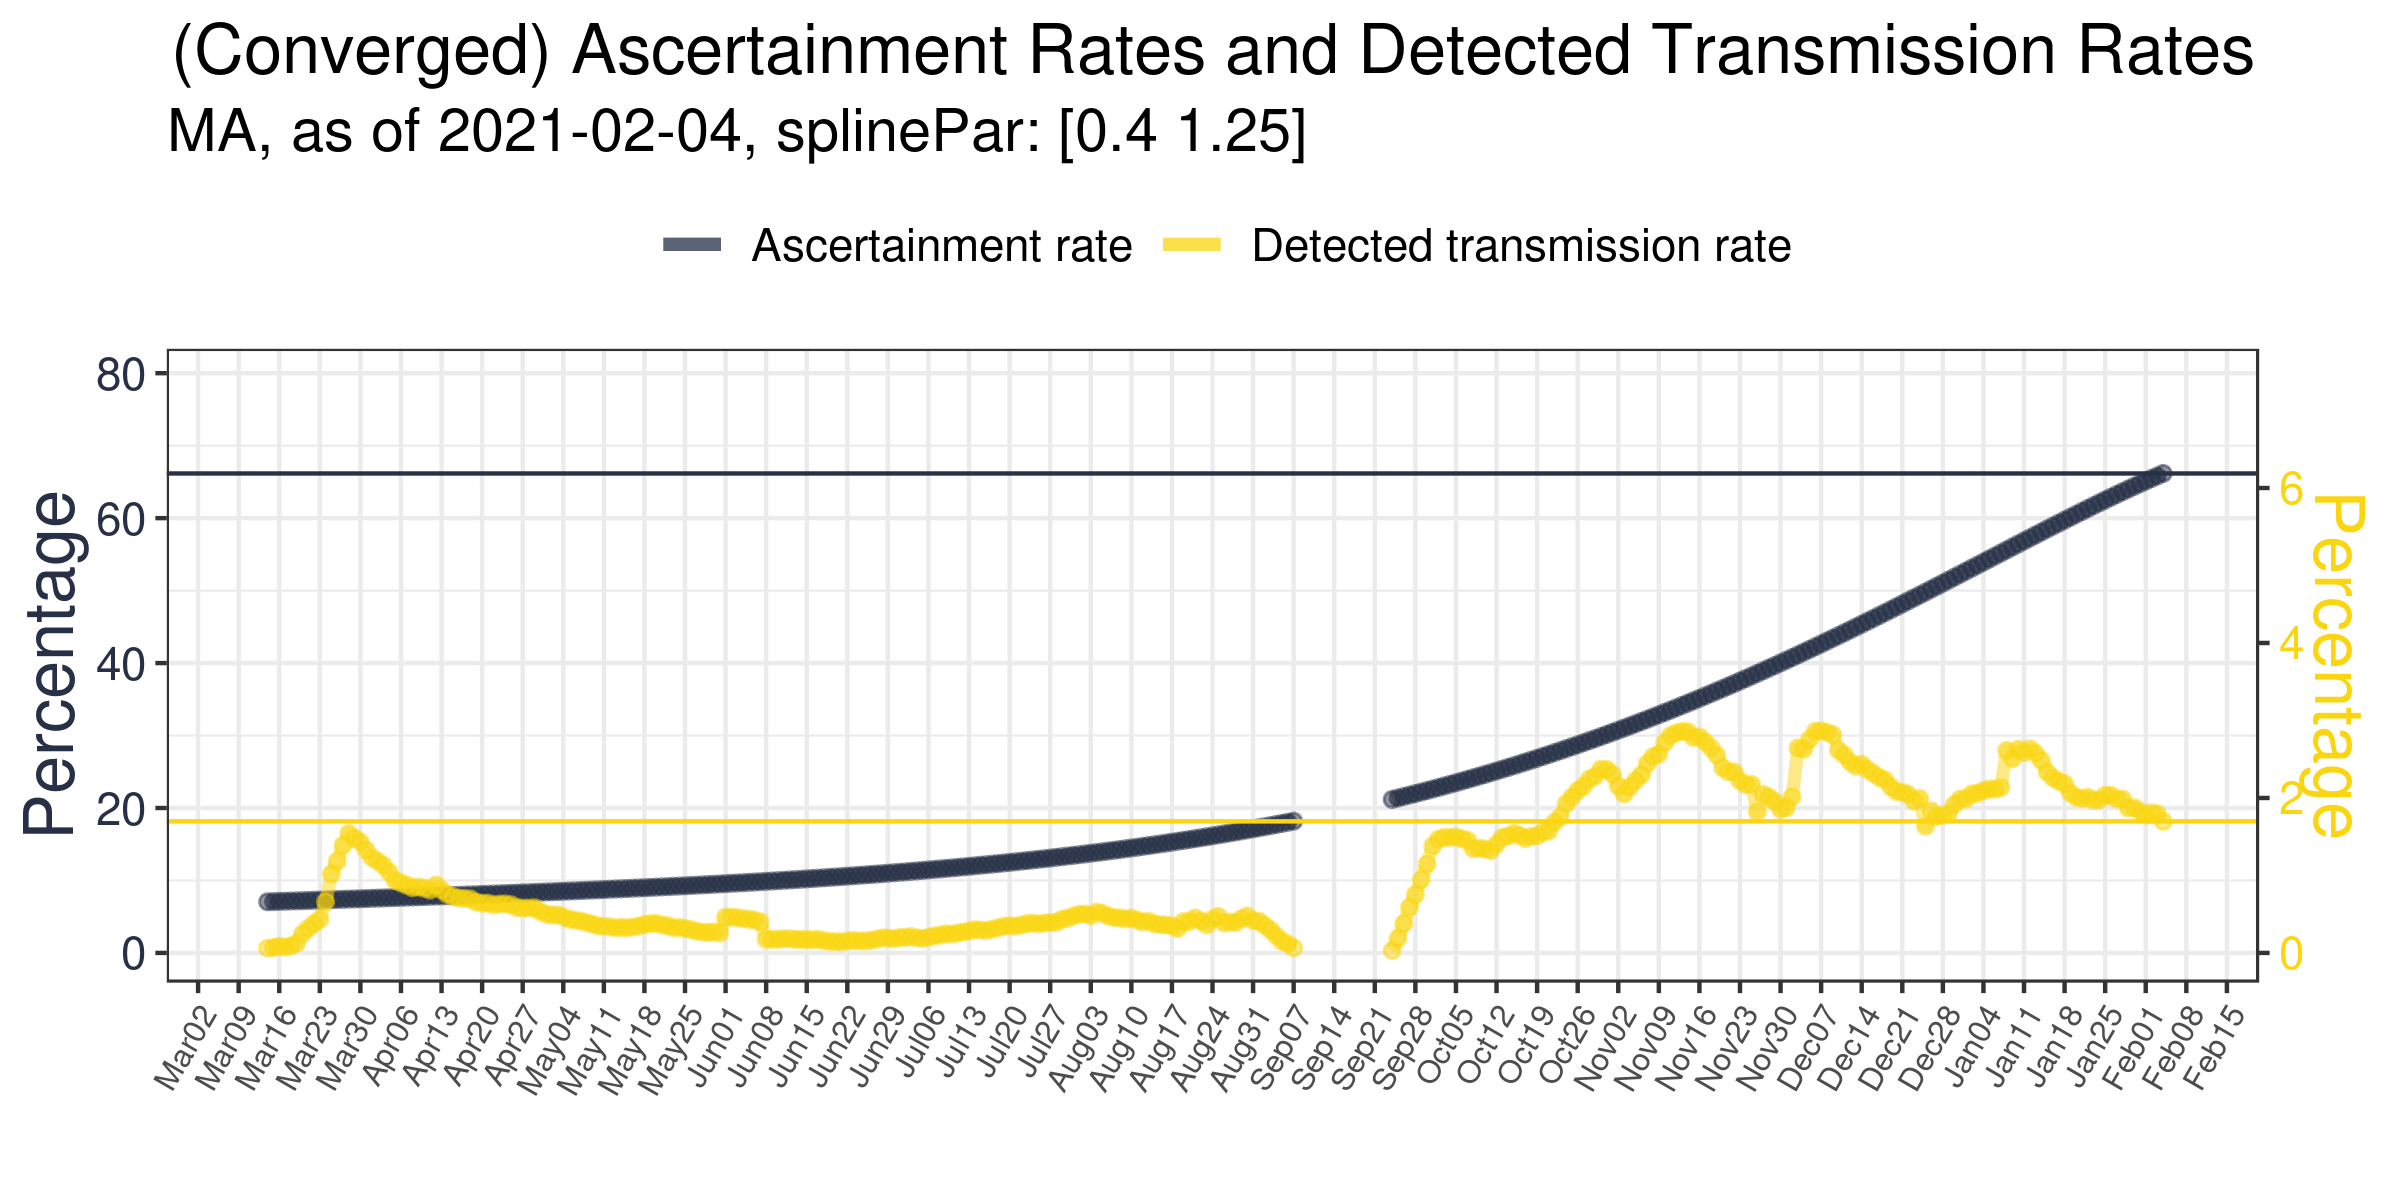 (Converged) Ascertainment Rates and Detected Transmission Rates
MA, as of 2021-02-04, splinePar: [0.4 1.25]
Ascertainment rate Detected transmission rate
Percentage
80
60
40
20
0
6
4
2
0
Percentage
Mar02 Mar09 Mar16 Mar23 Mar30 Apr06 Apr13 Apr20 Apr27 May04 May11 May18 May25 Jun01 Jun08 Jun15 Jun22 Jun29 Jul06 Jul13 Jul20 Jul27 Aug03 Aug10 Aug17 Aug24 Aug31 Sep07 Sep14 Sep21 Sep28 Oct05 Oct12 Oct19 Oct26 Nov02 Nov09 Nov16 Nov23 Nov30 Dec07 Dec14 Dec21 Dec28 Jan04 Jan11 Jan18 Jan25 Feb01 Feb08 Feb15